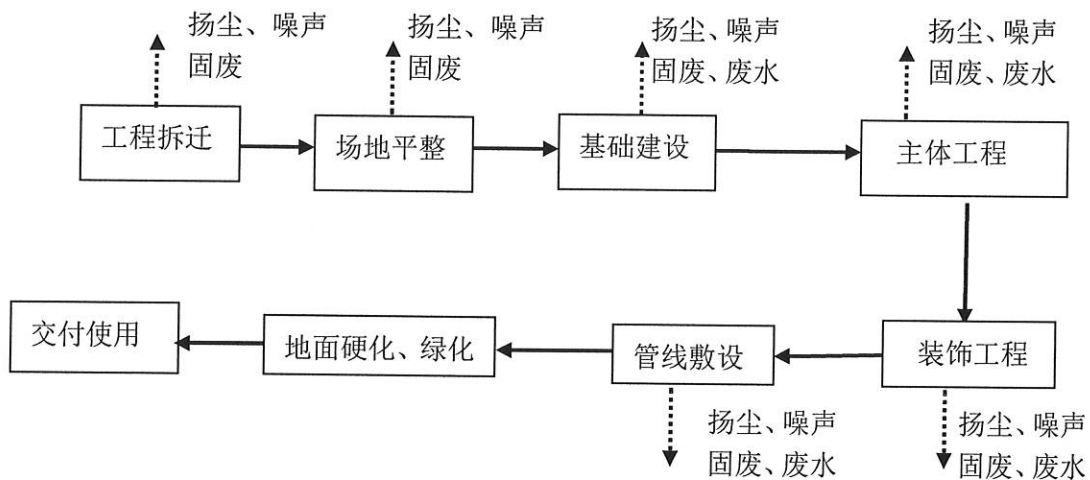 扬尘、噪声
固废
扬尘、噪声
固废
扬尘、噪声
固废、废水
扬尘、噪声
固废、废水
工程拆迁
场地平整
基础建设
主体工程
交付使用
地面硬化、绿化
管线敷设
装饰工程
扬尘、噪声
固废、废水
扬尘、噪声
固废、废水